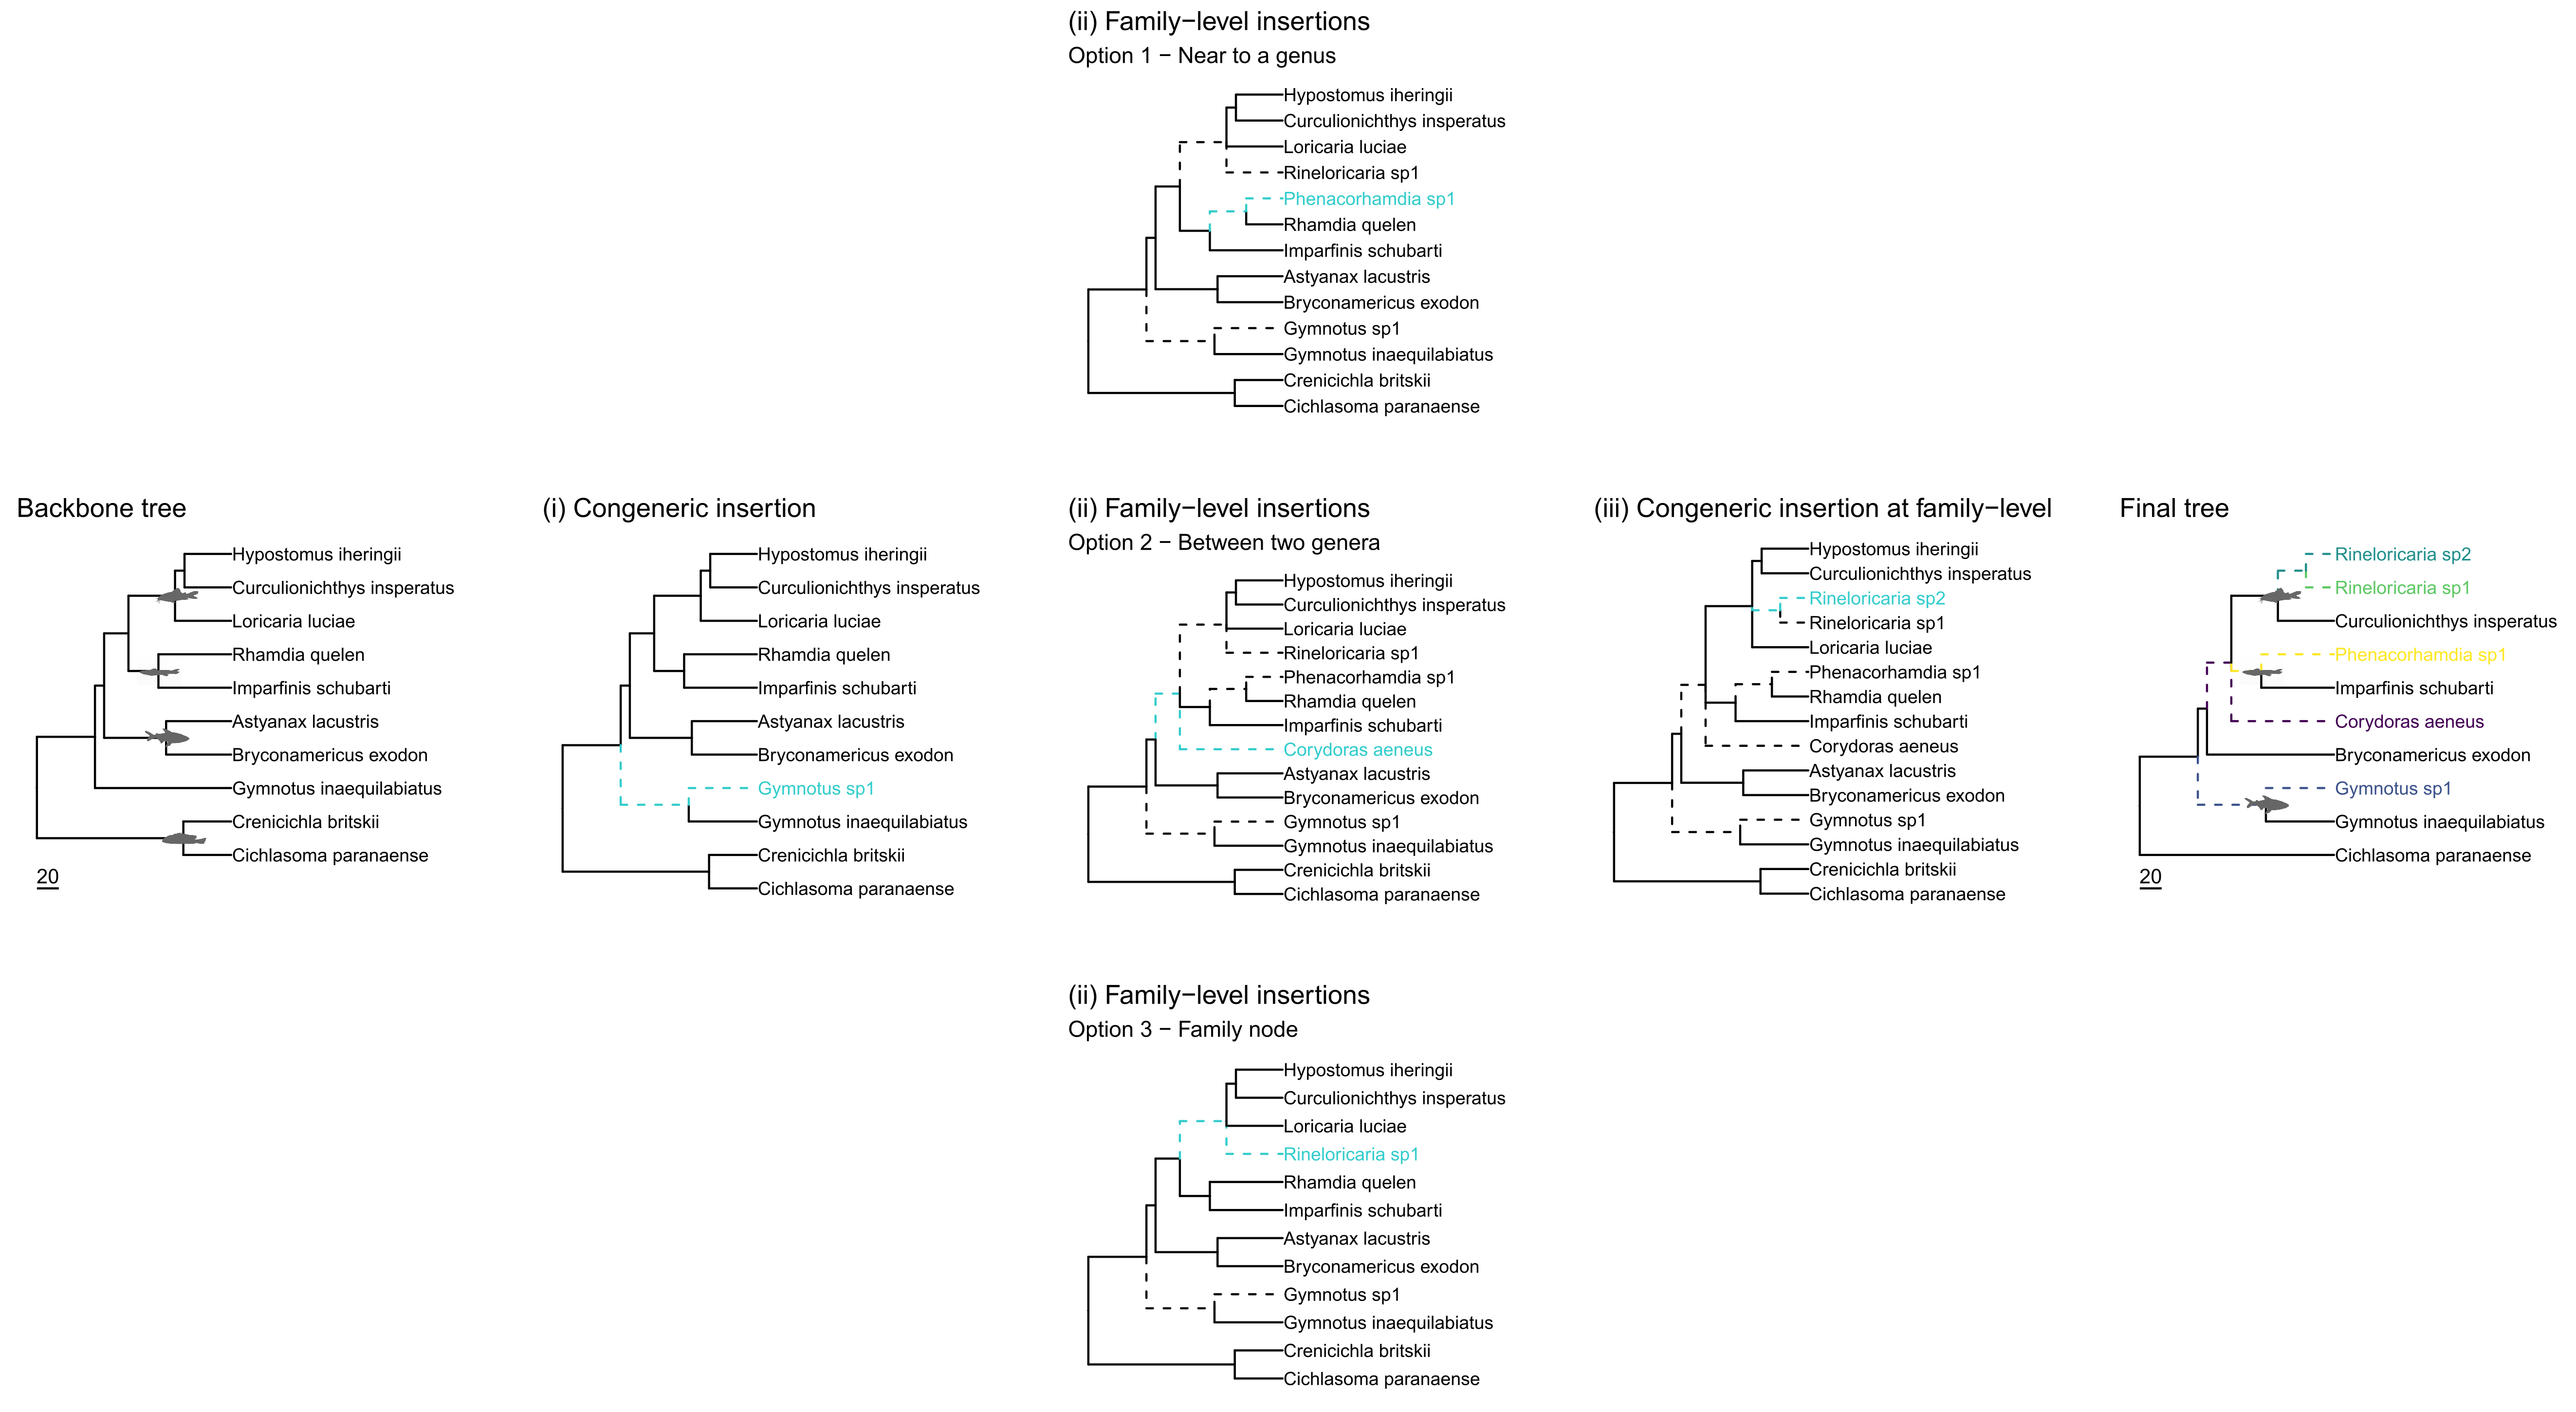 (ii) Family−level insertions
Option 1 − Near to a genus
Hypostomus iheringii
Curculionichthys insperatus
Loricaria luciae
Rineloricaria sp1
Phenacorhamdia sp1
Rhamdia quelen
Imparfinis schubarti
Astyanax lacustris
Bryconamericus exodon
Gymnotus sp1
Gymnotus inaequilabiatus
Crenicichla britskii
Cichlasoma paranaense
Backbone tree
Hypostomus iheringii
Curculionichthys insperatus
Loricaria luciae
Rhamdia quelen
Imparfinis schubarti
Astyanax lacustris
Bryconamericus exodon
Gymnotus inaequilabiatus
Crenicichla britskii
Cichlasoma paranaense
20
(i) Congeneric insertion
Hypostomus iheringii
Curculionichthys insperatus
Loricaria luciae
Rhamdia quelen
Imparfinis schubarti
Astyanax lacustris
Bryconamericus exodon
Gymnotus sp1
Gymnotus inaequilabiatus
Crenicichla britskii
Cichlasoma paranaense
(ii) Family−level insertions
Option 2 − Between two genera
Hypostomus iheringii
Curculionichthys insperatus
Loricaria luciae
Rineloricaria sp1
Phenacorhamdia sp1
Rhamdia quelen
Imparfinis schubarti
Corydoras aeneus
Astyanax lacustris
Bryconamericus exodon
Gymnotus sp1
Gymnotus inaequilabiatus
Crenicichla britskii
Cichlasoma paranaense
(iii) Congeneric insertion at family−level
Hypostomus iheringii
Curculionichthys insperatus
Rineloricaria sp2
Rineloricaria sp1
Loricaria luciae
Phenacorhamdia sp1
Rhamdia quelen
Imparfinis schubarti
Corydoras aeneus
Astyanax lacustris
Bryconamericus exodon
Gymnotus sp1
Gymnotus inaequilabiatus
Crenicichla britskii
Cichlasoma paranaense
Final tree
Rineloricaria sp2
Rineloricaria sp1
Curculionichthys insperatus
Phenacorhamdia sp1
Imparfinis schubarti
Corydoras aeneus
Bryconamericus exodon
Gymnotus sp1
Gymnotus inaequilabiatus
Cichlasoma paranaense
20
(ii) Family−level insertions
Option 3 − Family node
Hypostomus iheringii
Curculionichthys insperatus
Loricaria luciae
Rineloricaria sp1
Rhamdia quelen
Imparfinis schubarti
Astyanax lacustris
Bryconamericus exodon
Gymnotus sp1
Gymnotus inaequilabiatus
Crenicichla britskii
Cichlasoma paranaense